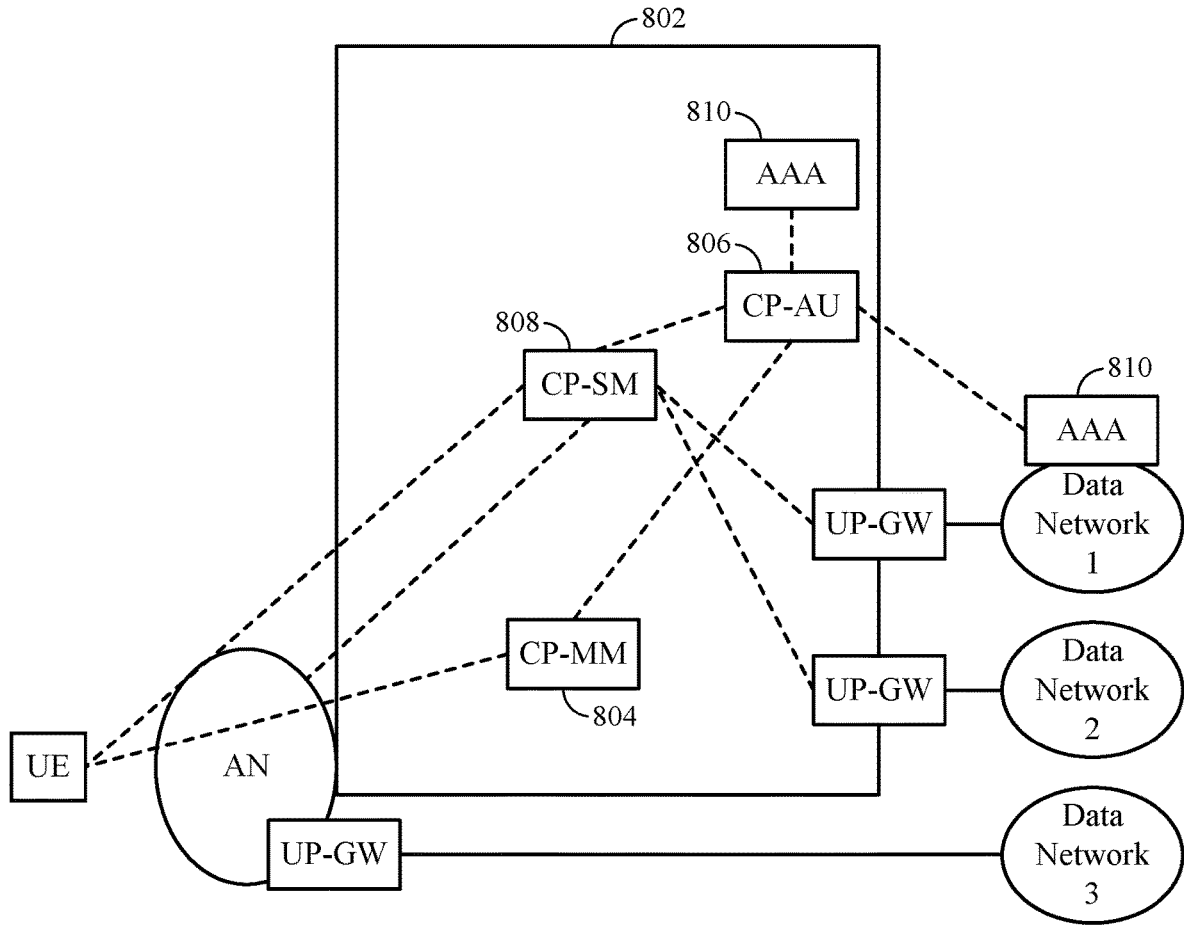 802
810
AAA
806
CP-AU
808
CP-SM
810
AAA
Data
Network
1
UP-GW
CP-MM
804
UP-GW
Data
Network
2
UE
AN
UP-GW
Data
Network
3